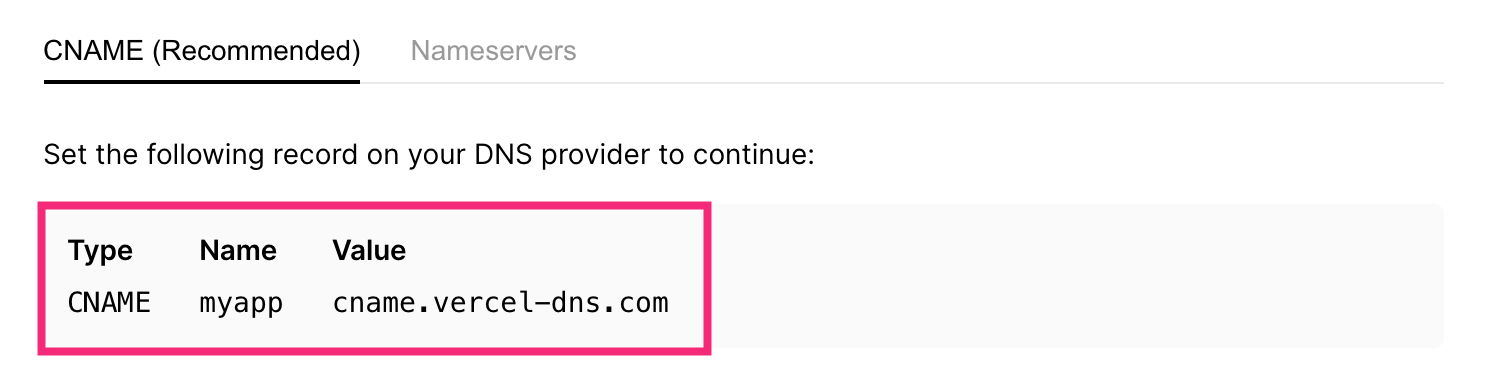 CNAME (Recommended) Nameservers
Set the following record on your DNS provider to continue:
Type Name Value
CNAME myapp cname.vercel-dns.com